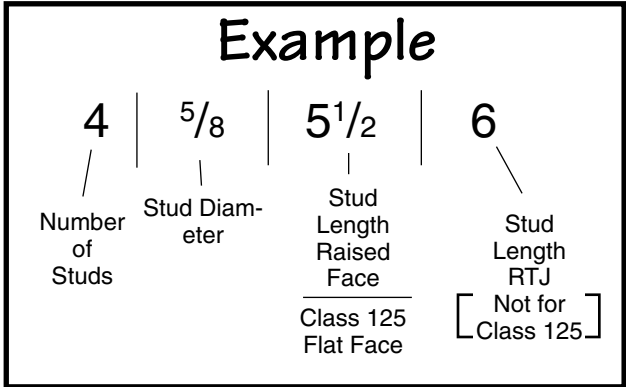 Example
4 5/8 5 1/2 6
Number
of
Studs
Stud Diam-
eter
Stud
Length
Raised
Face
Class 125
Flat Face
Stud
Length
RTJ
[Not for
Class 125]